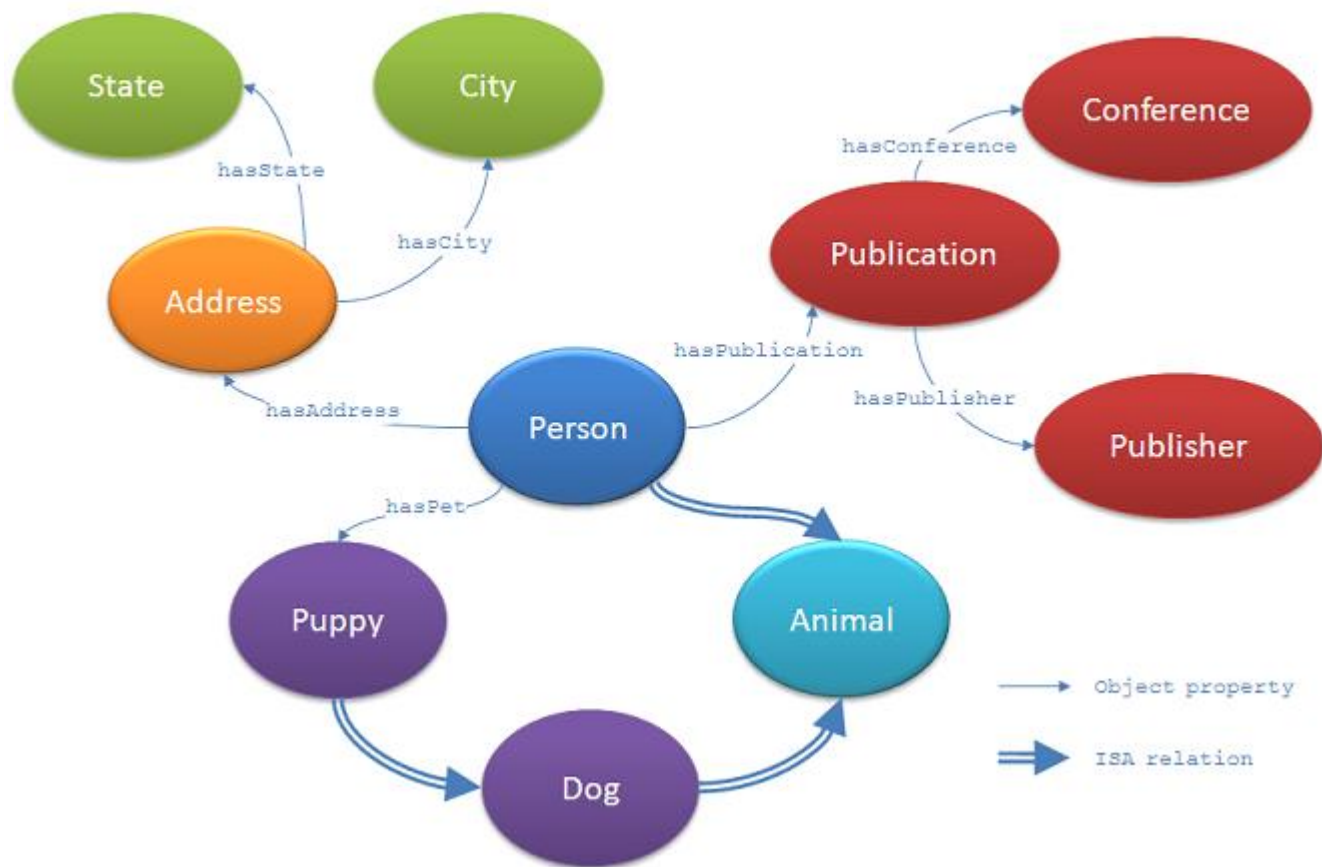 State
City
Conference
hasConference
hasState
hasCity
Publication
Address
hasPublication
hasPublisher
hasAddress
Person
Publisher
hasPet
Puppy
Animal
Object property
ISA relation
Dog